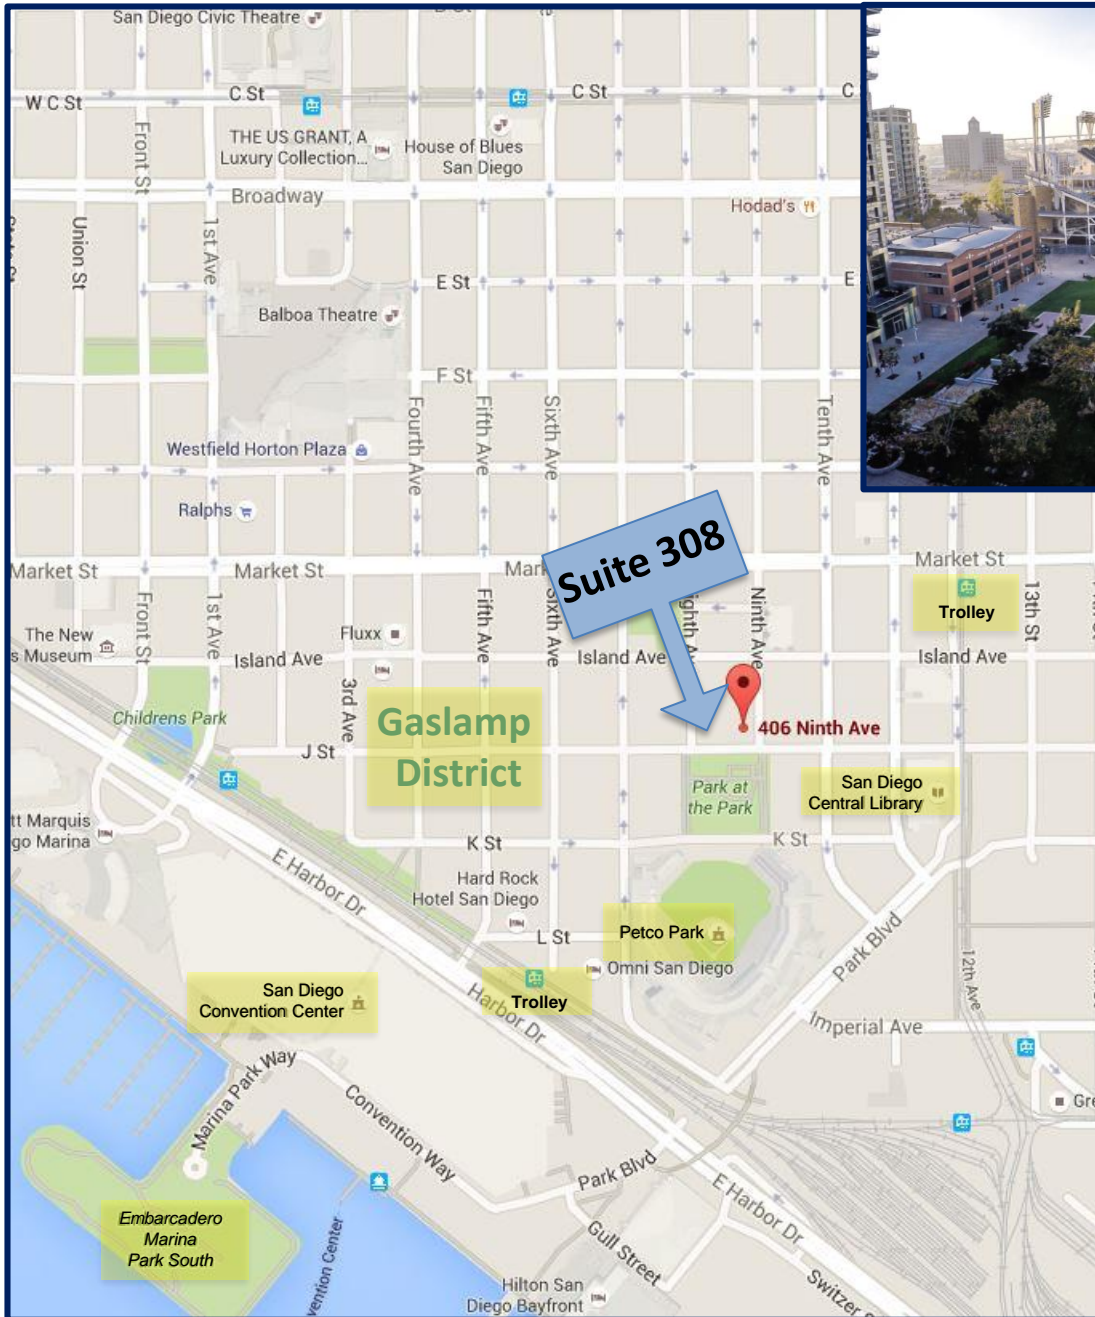 San Diego Civic Theatre
W C St
C St
C St
C
Front St
THE US GRANT, A
Luxury Collection...
House of Blues
San Diego
Broadway
Hodad's
Union St
1st Ave
E St
E
Balboa Theatre
F St
Fourth Ave
Fifth Ave
Sixth Ave
Tenth Ave
Westfield Horton Plaza
Ralphs
Suite 308
Market St
Market St
Market St
Trolley
13th St
Front St
1st Ave
Fifth Ave
Sixth Ave
Ninth Ave
The New
s Museum
Fluxx
Island Ave
Island Ave
Island Ave
3rd Ave
Childrens Park
Gaslamp
District
406 Ninth Ave
J St
Park at
the Park
San Diego
Central Library
tt Marquis
go Marina
K St
K St
E Harbor Dr
Hard Rock
Hotel San Diego
L St
Petco Park
Omni San Diego
Park Blvd
12th Ave
San Diego
Convention Center
Trolley
Harbor Dr
Imperial Ave
Marina Park Way
Convention Way
Gre
Park Blvd
E Harbor Dr
Embarcadero
Marina
Park South
Gull Street
vention Center
Hilton San
Diego Bayfront
Switzer S